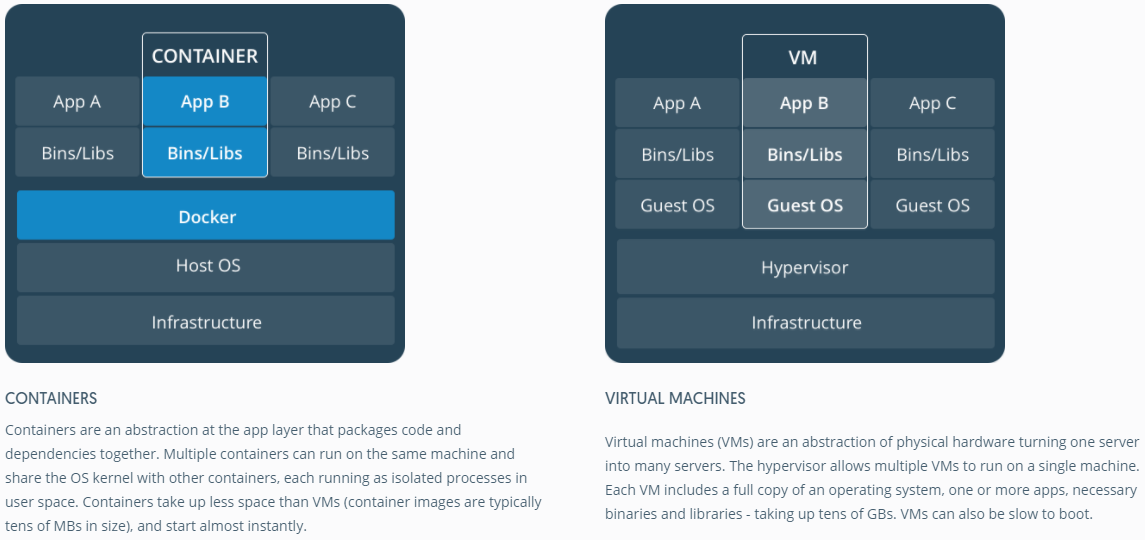 CONTAINER
App A App B App C
Bins/Libs Bins/Libs Bins/Libs
Docker
Host OS
Infrastructure
CONTAINERS
Containers are an abstraction at the app layer that packages code and
dependencies together. Multiple containers can run on the same machine and
share the OS kernel with other containers, each running as isolated processes in
user space. Containers take up less space than VMs (container images are typically
tens of MBs in size), and start almost instantly.
VM
App A App B App C
Bins/Libs Bins/Libs Bins/Libs
Guest OS Guest OS Guest OS
Hypervisor
Infrastructure
VIRTUAL MACHINES
Virtual machines (VMs) are an abstraction of physical hardware turning one server
into many servers. The hypervisor allows multiple VMs to run on a single machine.
Each VM includes a full copy of an operating system, one or more apps, necessary
binaries and libraries - taking up tens of GBs. VMs can also be slow to boot.